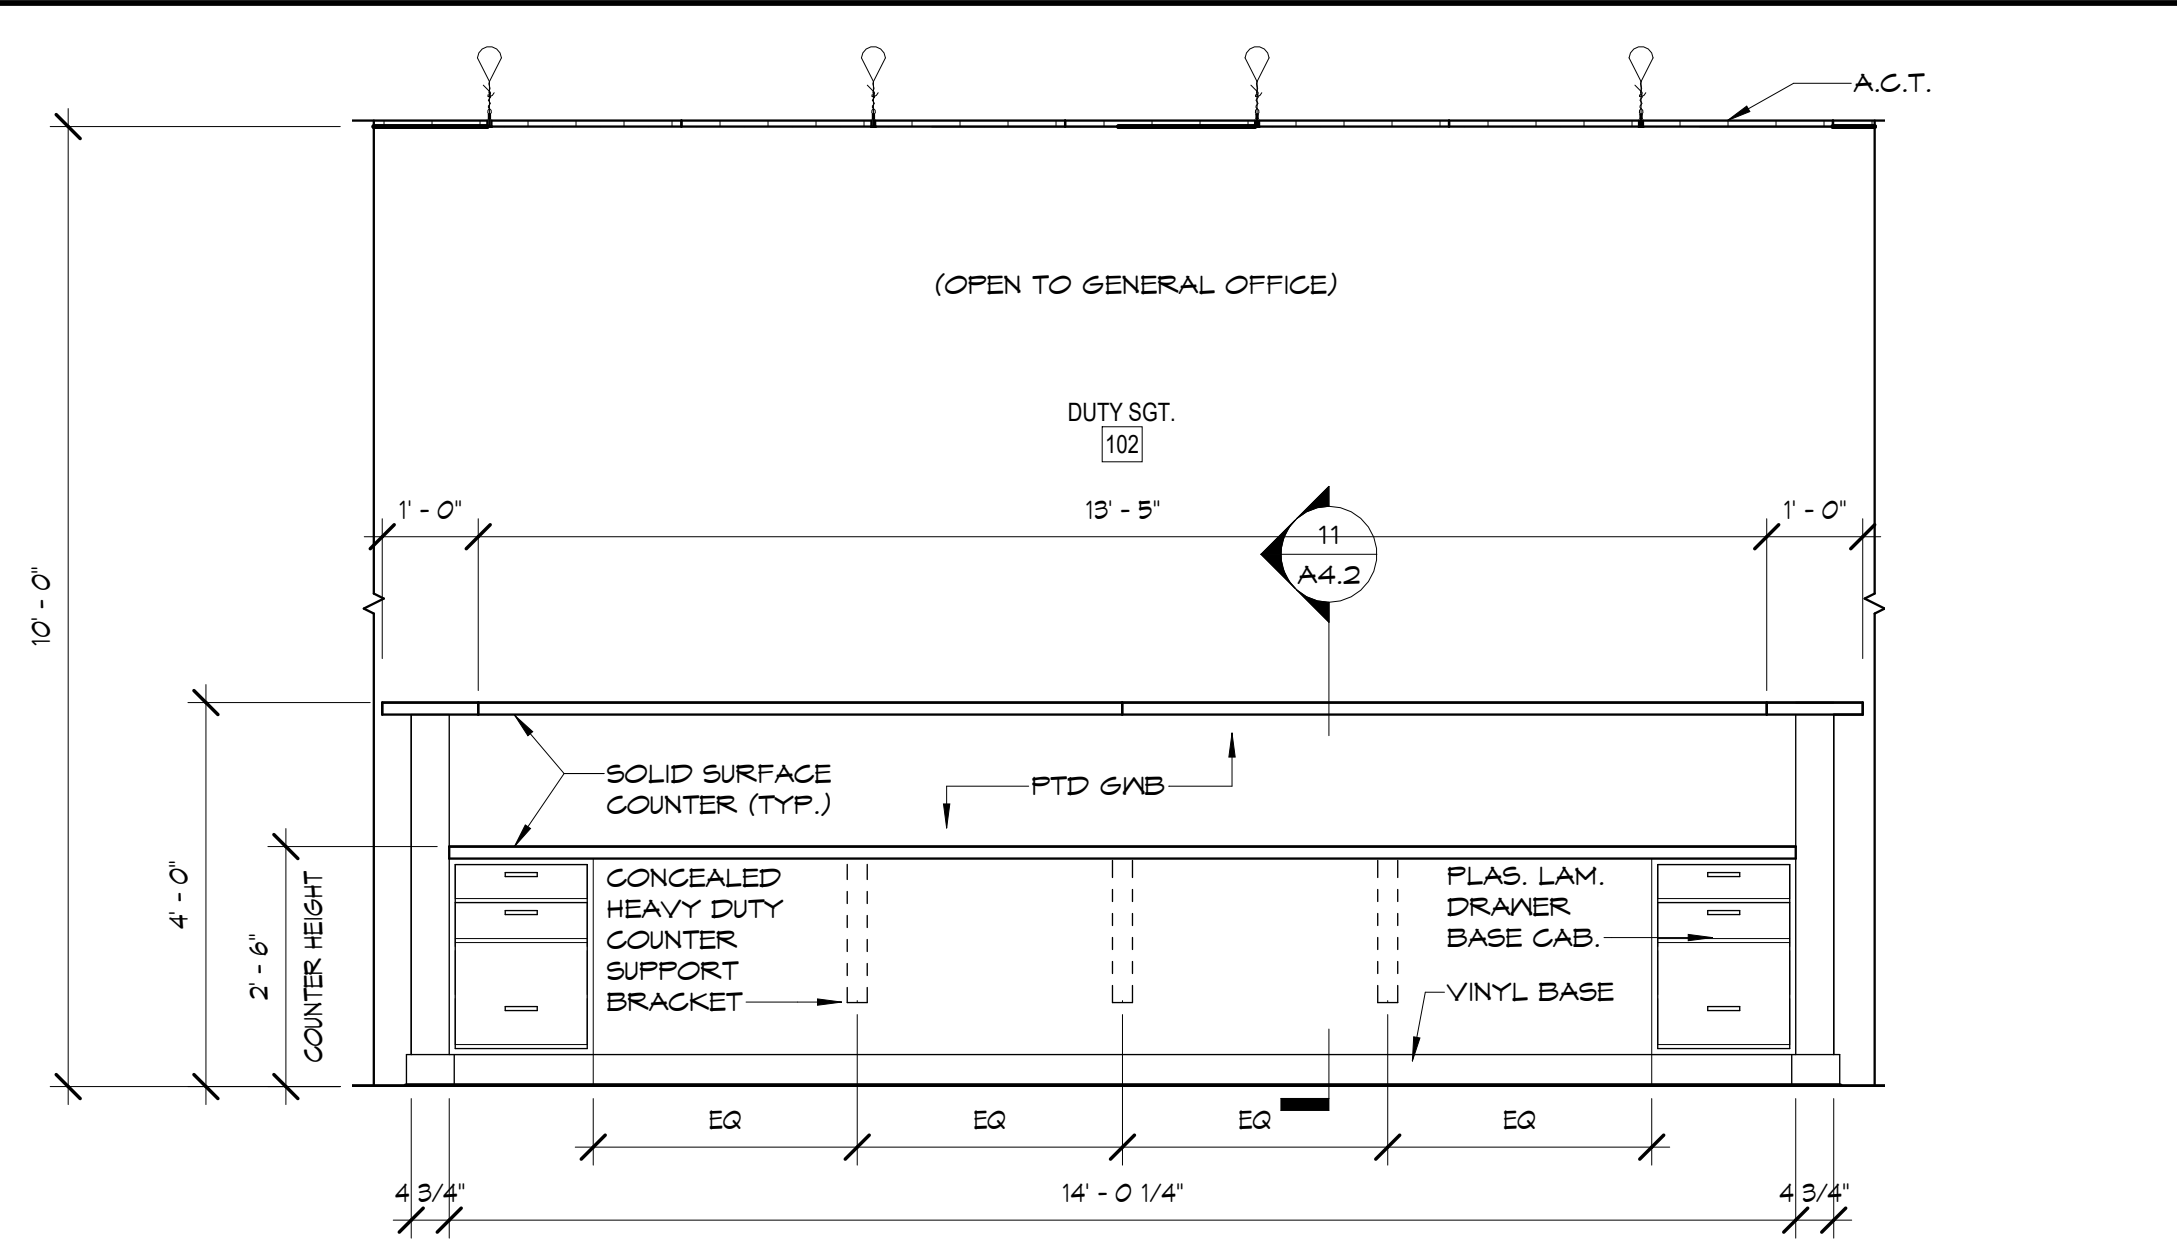 A.C.T.
(OPEN TO GENERAL OFFICE)
DUTY SGT.
102
1' - 0"
13' - 5"
1' - 0"
11
A4.2
10' - 0"
4' - 0"
2' - 6"
COUNTER HEIGHT
SOLID SURFACE
COUNTER (TYP.)
PTD GWB
CONCEALED
HEAVY DUTY
COUNTER
SUPPORT
BRACKET
PLAS. LAM.
DRAWER
BASE CAB.
VINYL BASE
EQ
EQ
EQ
EQ
4 3/4"
14' - 0 1/4"
4 3/4"